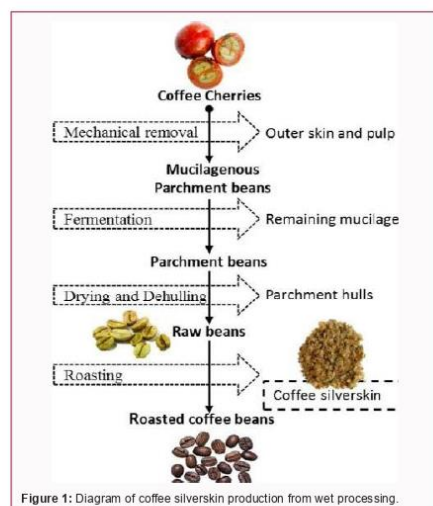 Coffee Cherries
Mechanical removal
Outer skin and pulp
Mucilagenous
Parchment beans
Fermentation
Remaining mucilage
Parchment beans
Drying and Dehulling
Parchment hulls
Raw beans
Roasting
Coffee silverskin
Roasted coffee beans
Figure 1: Diagram of coffee silverskin production from wet processing.